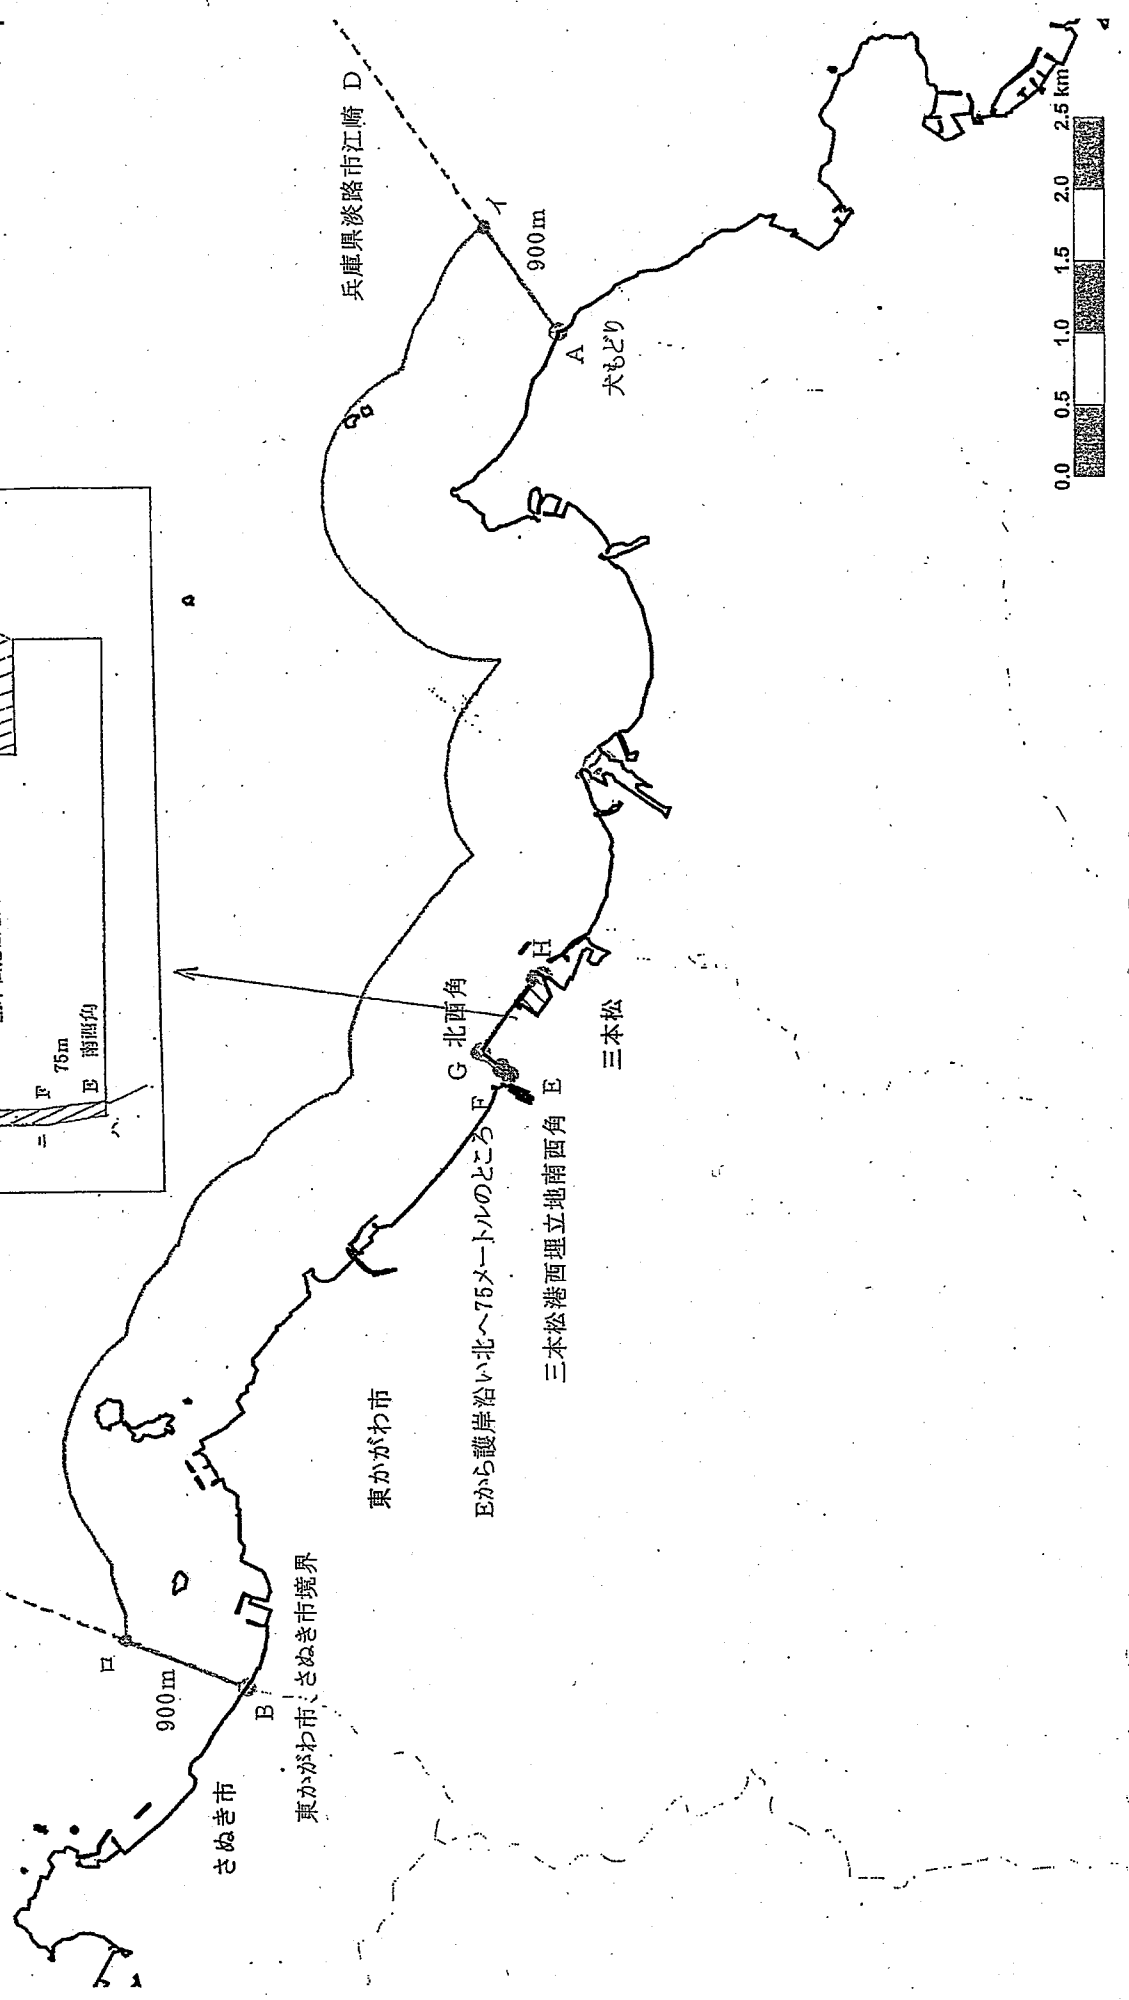 兵庫県淡路市江崎 D
イ
900m
A
犬もどり
ロ
900m
B
東かがわ市、さぬき市境界
さぬき市
東かがわ市
G 北西角
H
F
E
Eから護岸沿い北へ75メートルのところ
三本松港西埋立地南西角
三本松
ニ
F
75m
E 南西角
ハ
0.0 0.5 1.0 1.5 2.0 2.5 km